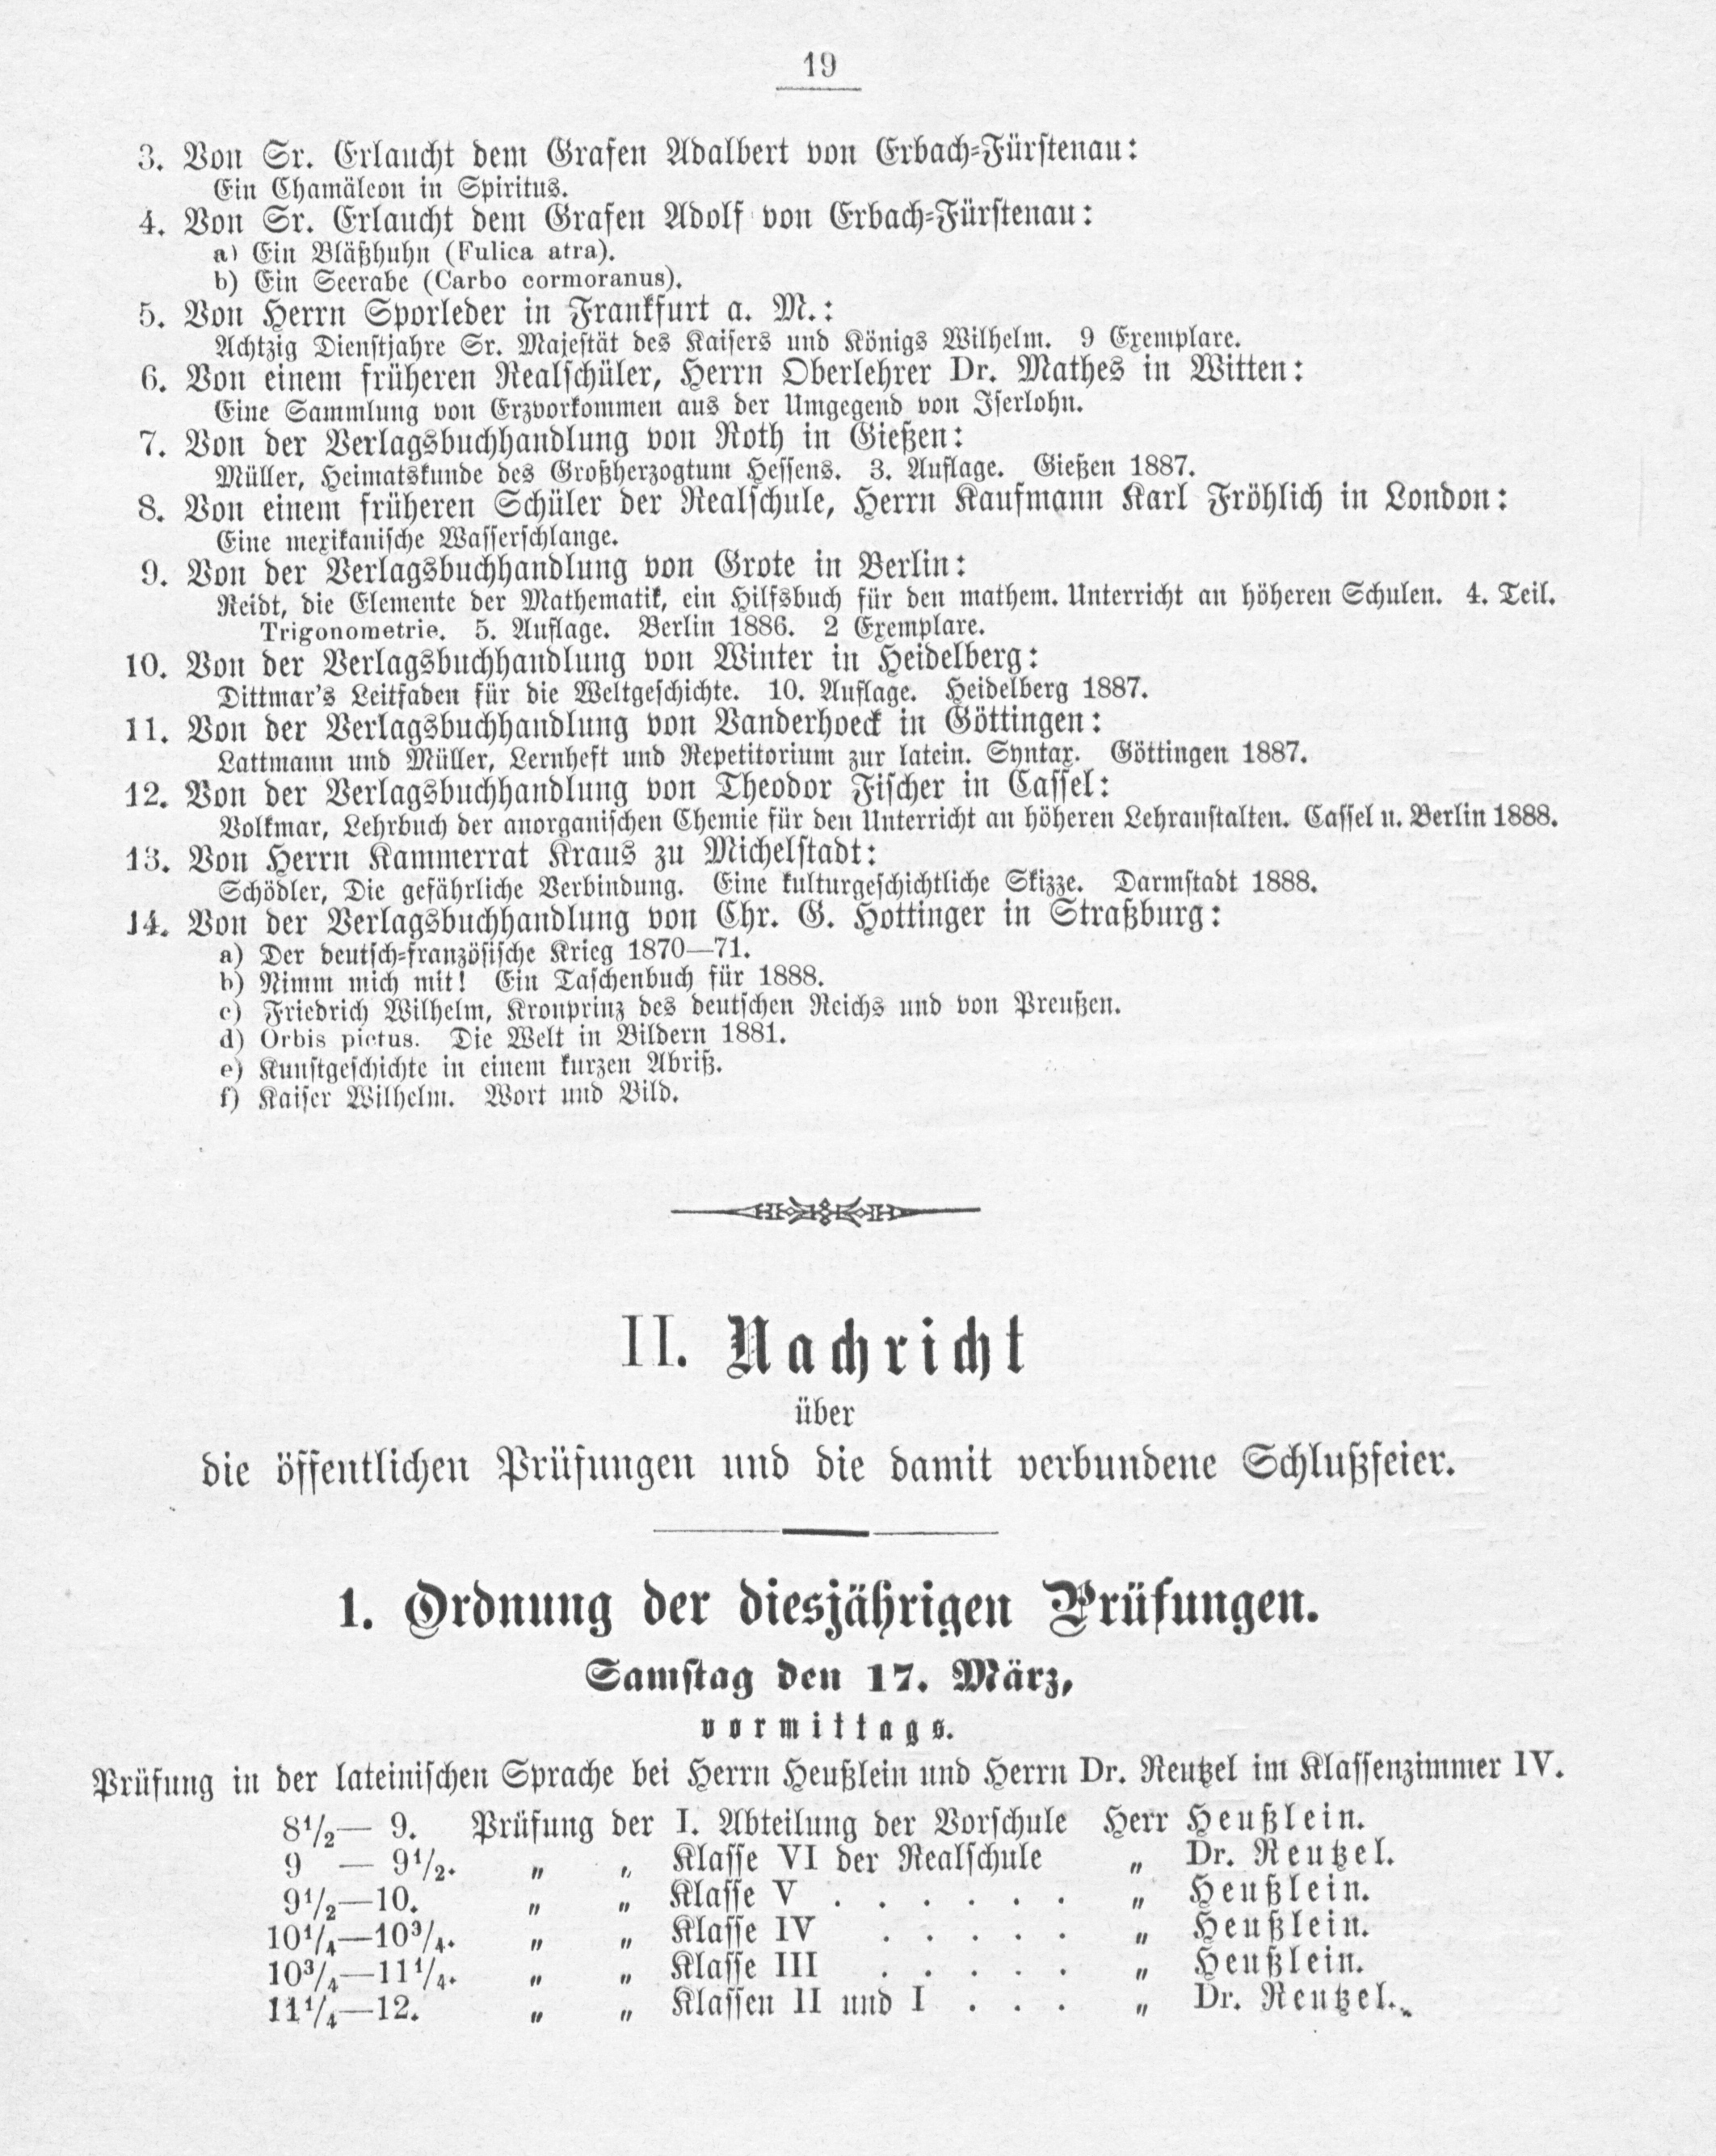 19
3. Von Sr. Erlaucht dem Grafen Adalbert von Erbach-Fürstenau:
Ein Chamäleon in Spiritus.
4. Von Sr. Erlaucht dem Grafen Adolf von Erbach-Fürstenau:
a) Ein Bläßhuhn (Fulica atra).
b) Ein Seerabe (Carbo cormoranus).
5. Von Herrn Sporleder in Frankfurt a. M.:
Achtzig Dienstjahre Sr. Majestät des Kaisers und Königs Wilhelm. 9 Exemplare.
6. Von einem früheren Realschüler, Herrn Oberlehrer Dr. Mathes in Witten:
Eine Sammlung von Erzvorkommen aus der Umgegend von Iserlohn.
7. Von der Verlagsbuchhandlung von Roth in Gießen:
Müller, Heimatskunde des Großherzogtum Hessens. 3. Auflage. Gießen 1887.
8. Von einem früheren Schüler der Realschule, Herrn Kaufmann Karl Fröhlich in London:
Eine mexikanische Wasserschlange.
9. Von der Verlagsbuchhandlung von Grote in Berlin:
Reidt, die Elemente der Mathematik, ein Hilfsbuch für den mathem. Unterricht an höheren Schulen. 4. Teil.
Trigonometrie. 5. Auflage. Berlin 1886. 2 Exemplare.
10. Von der Verlagsbuchhandlung von Winter in Heidelberg:
Dittmar's Leitfaden für die Weltgeschichte. 10. Auflage. Heidelberg 1887.
11. Von der Verlagsbuchhandlung von Vanderhoeck in Göttingen:
Lattmann und Müller, Lernheft und Repetitorium zur latein. Syntax. Göttingen 1887.
12. Von der Verlagsbuchhandlung von Theodor Fischer in Cassel:
Volkmar, Lehrbuch der anorganischen Chemie für den Unterricht an höheren Lehranstalten. Cassel u. Berlin 1888.
13. Von Herrn Kammerrat Kraus zu Michelstadt:
Schödler, Die gefährliche Verbindung. Eine kulturgeschichtliche Skizze. Darmstadt 1888.
14. Von der Verlagsbuchhandlung von Chr. G. Hottinger in Straßburg:
a) Der deutsch-französische Krieg 1870—71.
b) Nimm mich mit! Ein Taschenbuch für 1888.
c) Friedrich Wilhelm, Kronprinz des deutschen Reichs und von Preußen.
d) Orbis pictus. Die Welt in Bildern 1881.
e) Kunstgeschichte in einem kurzen Abriß.
f) Kaiser Wilhelm. Wort und Bild.
II. Nachricht
über
die öffentlichen Prüfungen und die damit verbundene Schlußfeier.
1. Ordnung der diesjährigen Prüfungen.
Samstag den 17. März,
vormittags.
Prüfung in der lateinischen Sprache bei Herrn Heußlein und Herrn Dr. Reutzel im Klassenzimmer IV.
8½— 9. Prüfung der I. Abteilung der Vorschule Herr Heußlein.
9 — 9½. „ „ Klasse VI der Realschule „ Dr. Reutzel.
9½—10. „ „ Klasse V . . . . . . „ Heußlein.
10¼—10¾. „ „ Klasse IV . . . . . „ Heußlein.
10¾—11¼. „ „ Klasse III . . . . . „ Heußlein.
11¼—12. „ „ Klassen II und I . . . „ Dr. Reutzel.